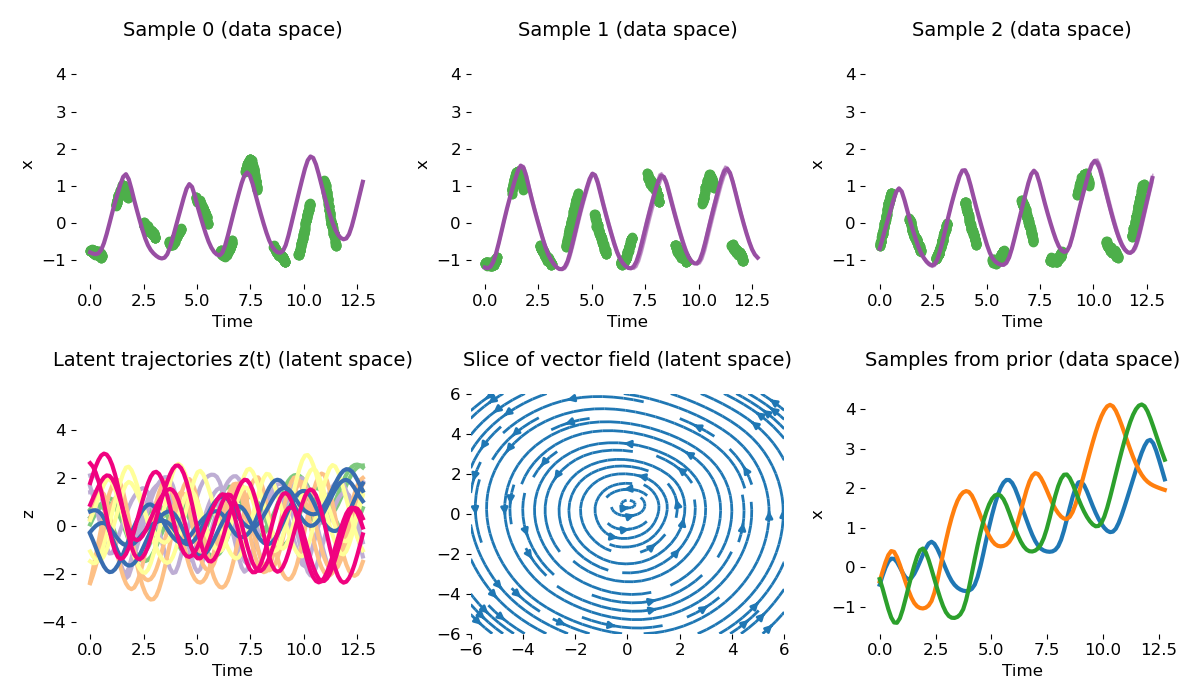 Sample 0 (data space)
Sample 1 (data space)
Sample 2 (data space)
4
3
2
1
0
−1
x
0.0 2.5 5.0 7.5 10.0 12.5
Time
4
3
2
1
0
−1
x
0.0 2.5 5.0 7.5 10.0 12.5
Time
4
3
2
1
0
−1
x
0.0 2.5 5.0 7.5 10.0 12.5
Time
Latent trajectories z(t) (latent space)
Slice of vector field (latent space)
Samples from prior (data space)
4
2
0
−2
−4
z
0.0 2.5 5.0 7.5 10.0 12.5
Time
6
4
2
0
−2
−4
−6
−6 −4 −2 0 2 4 6
4
3
2
1
0
−1
x
0.0 2.5 5.0 7.5 10.0 12.5
Time